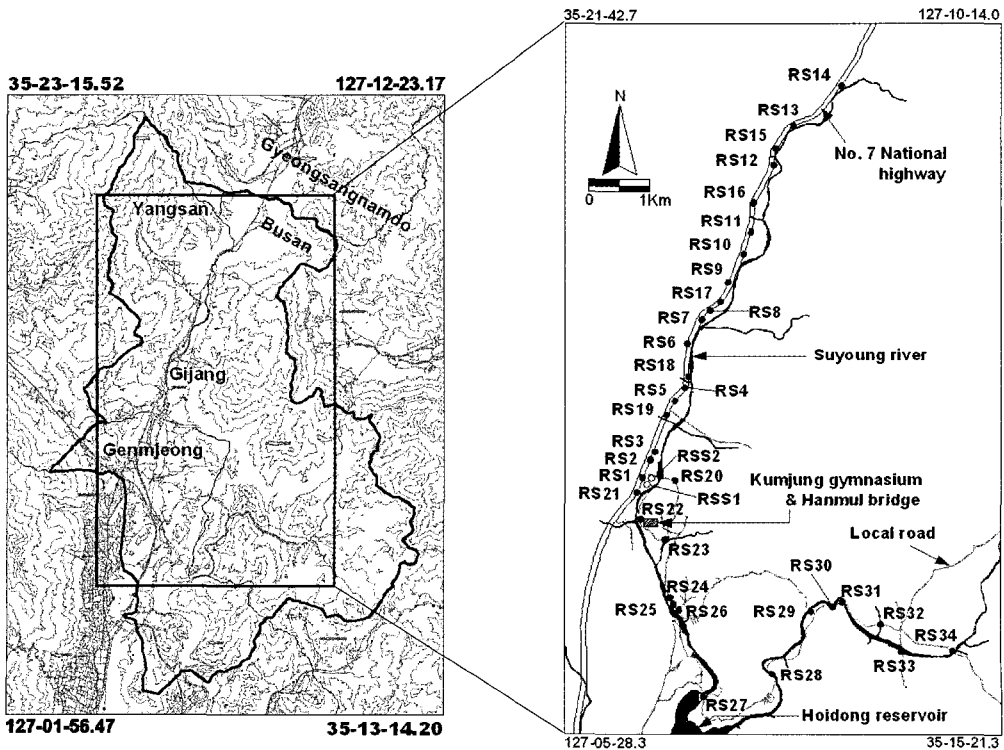 35-23-15.52
127-12-23.17
Gyeongsangnamdo
Yangsan
Busan
Gijang
Genmjeong
127-01-56.47
35-13-14.20
35-21-42.7
127-10-14.0
N
0 1Km
RS14
RS13
RS15
RS12
No. 7 National
highway
RS16
RS11
RS10
RS9
RS17
RS8
RS7
RS6
Suyoung river
RS18
RS5
RS4
RS19
RS3
RS2
RSS2
RS1
RS20
RS21
RSS1
Kumjung gymnasium
& Hanmul bridge
RS22
RS23
Local road
RS30
RS24
RS31
RS25
RS26
RS29
RS32
RS34
RS33
RS28
RS27
Hoidong reservoir
127-05-28.3
35-15-21.3